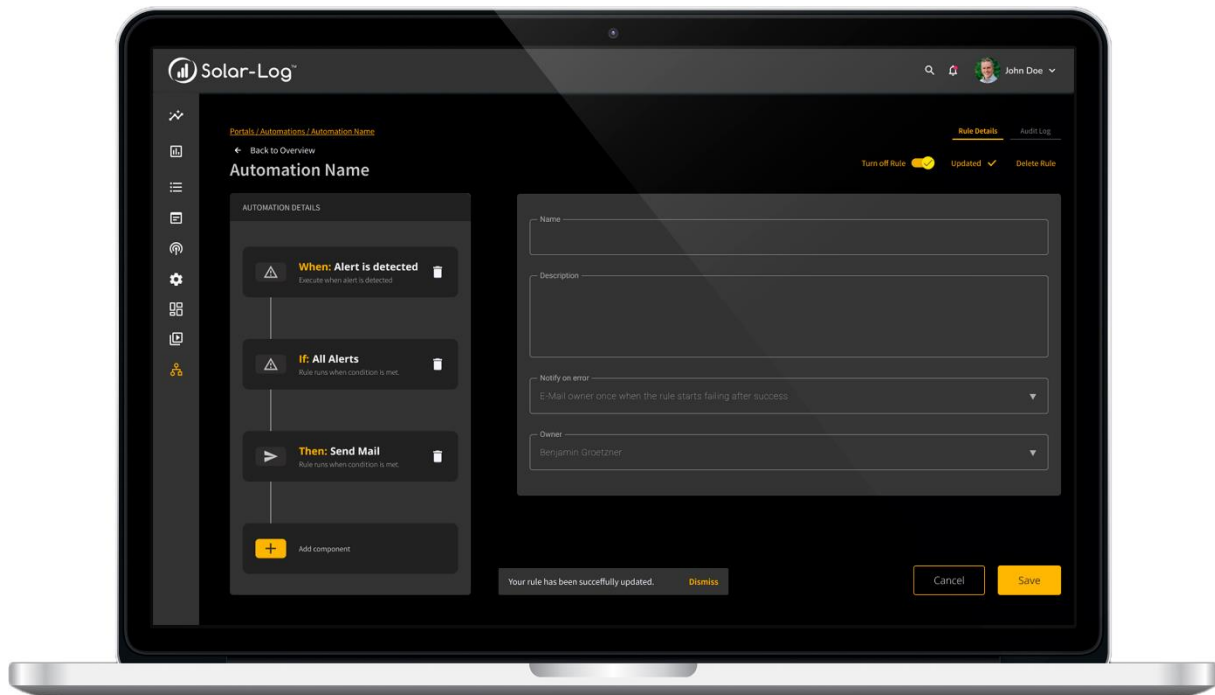 Solar-Log™
John Doe
Portals / Automations / Automation Name
Rule Details
Audit Log
Back to Overview
Automation Name
Turn off Rule
Updated
Delete Rule
AUTOMATION DETAILS
When: Alert is detected
Execute when alert is detected
If: All Alerts
Rule runs when condition is met.
Then: Send Mail
Rule runs when condition is met.
Add component
Name
Description
Notify on error
E-Mail owner once when the rule starts failing after success
Owner
Benjamin Groetzner
Your rule has been succeffully updated.
Dismiss
Cancel
Save